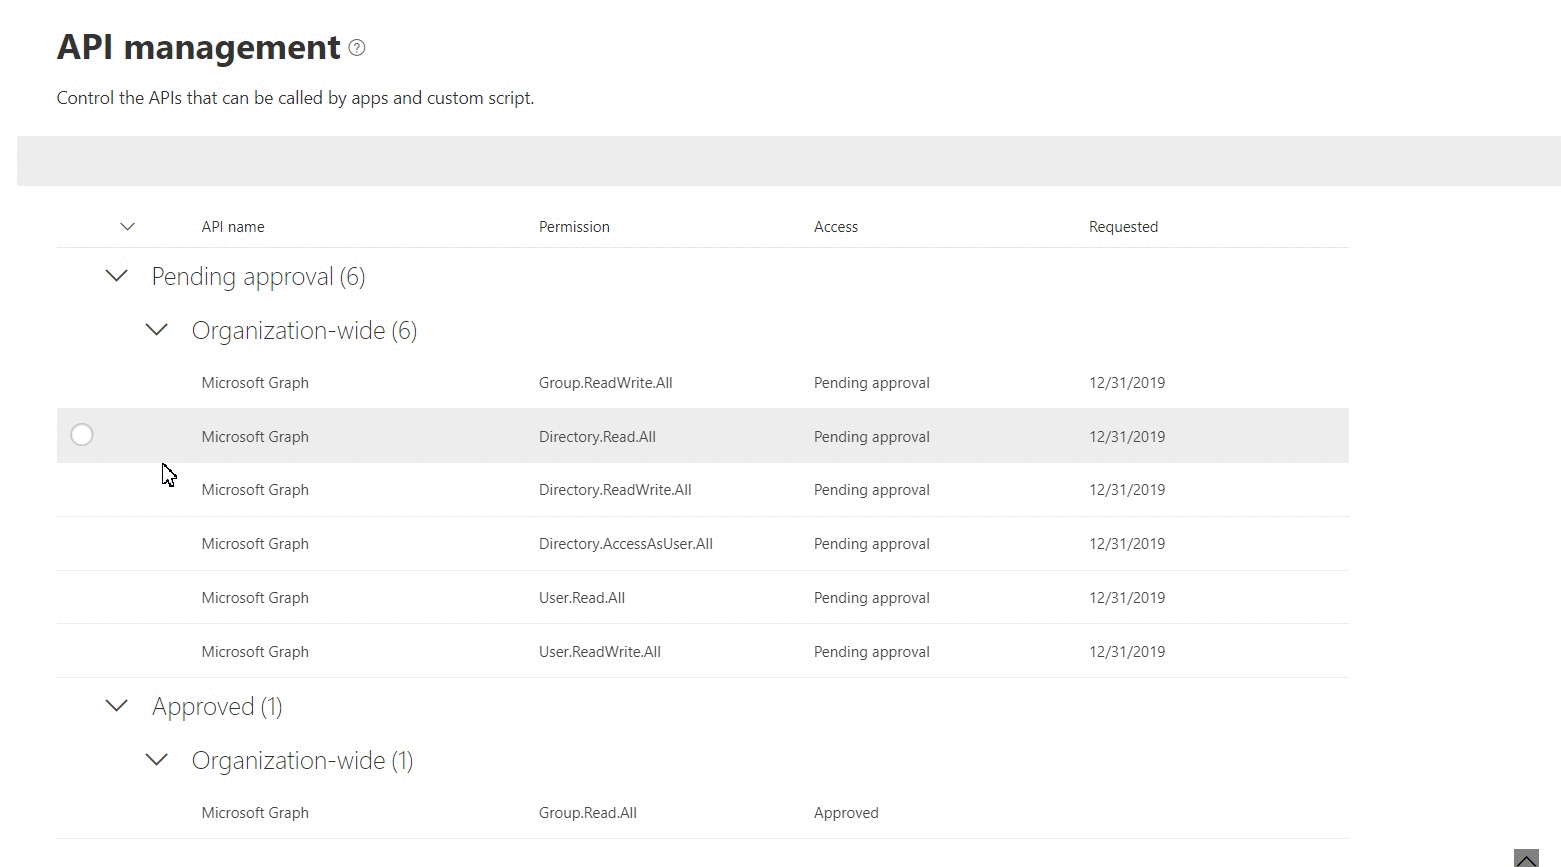 API management ?
Control the APIs that can be called by apps and custom script.
API name Permission Access Requested
Pending approval (6)
Organization-wide (6)
Microsoft Graph Group.ReadWrite.All Pending approval 12/31/2019
Microsoft Graph Directory.Read.All Pending approval 12/31/2019
Microsoft Graph Directory.ReadWrite.All Pending approval 12/31/2019
Microsoft Graph Directory.AccessAsUser.All Pending approval 12/31/2019
Microsoft Graph User.Read.All Pending approval 12/31/2019
Microsoft Graph User.ReadWrite.All Pending approval 12/31/2019
Approved (1)
Organization-wide (1)
Microsoft Graph Group.Read.All Approved